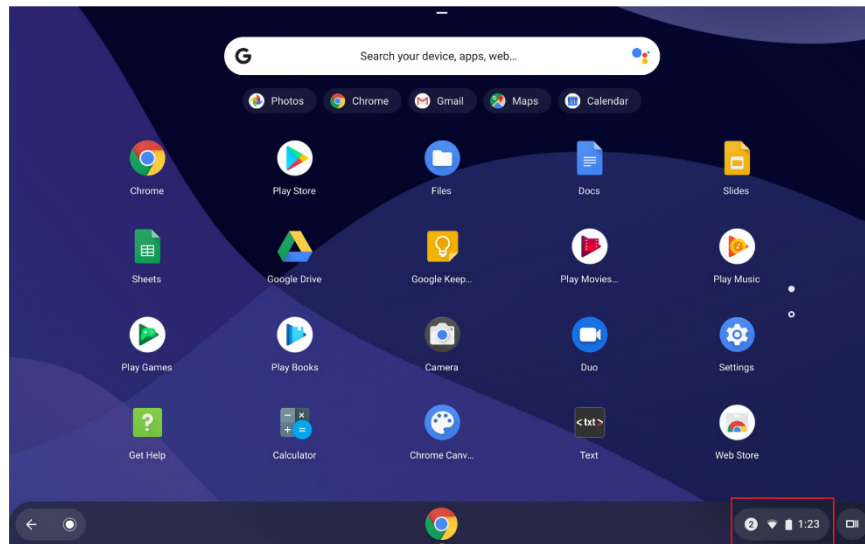 G Search your device, apps, web...
Photos Chrome Gmail Maps 31 Calendar
Chrome Play Store Files Docs Slides
Sheets Google Drive Google Keep... Play Movies... Play Music
Play Games Play Books Camera Duo Settings
<txt>
Get Help Calculator Chrome Canv... Text Web Store
2 1:23